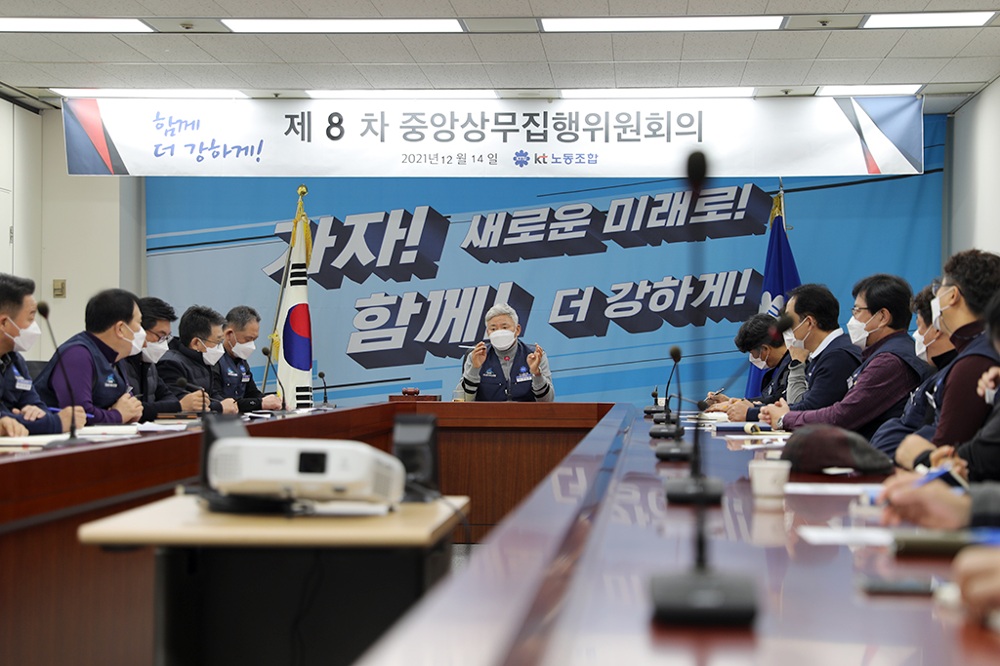 함께
더 강하게!
제 8 차 중앙상무집행위원회의
2021년 12 월 14 일 kt 노동조합
가자! 새로운 미래로!
함께! 더 강하게!